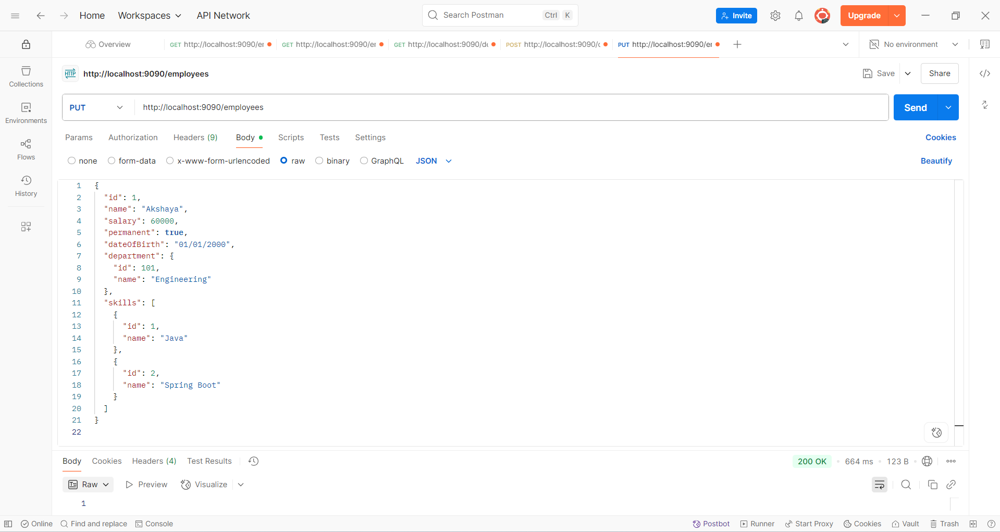 Home Workspaces API Network Search Postman Ctrl K Invite Upgrade
Overview GET http://localhost:9090/er GET http://localhost:9090/er GET http://localhost:9090/de POST http://localhost:9090/d PUT http://localhost:9090/er No environment
HTTP http://localhost:9090/employees Save Share
PUT http://localhost:9090/employees Send
Params Authorization Headers (9) Body Scripts Tests Settings Cookies
none form-data x-www-form-urlencoded raw binary GraphQL JSON Beautify
Collections
Environments
Flows
History
1 {
2 "id": 1,
3 "name": "Akshaya",
4 "salary": 60000,
5 "permanent": true,
6 "dateOfBirth": "01/01/2000",
7 "department": {
8 "id": 101,
9 "name": "Engineering"
10 },
11 "skills": [
12 {
13 "id": 1,
14 "name": "Java"
15 },
16 {
17 "id": 2,
18 "name": "Spring Boot"
19 }
20 ]
21 }
22
Body Cookies Headers (4) Test Results 200 OK 664 ms 123 B
Raw Preview Visualize
1
Online Find and replace Console Postbot Runner Start Proxy Cookies Vault Trash